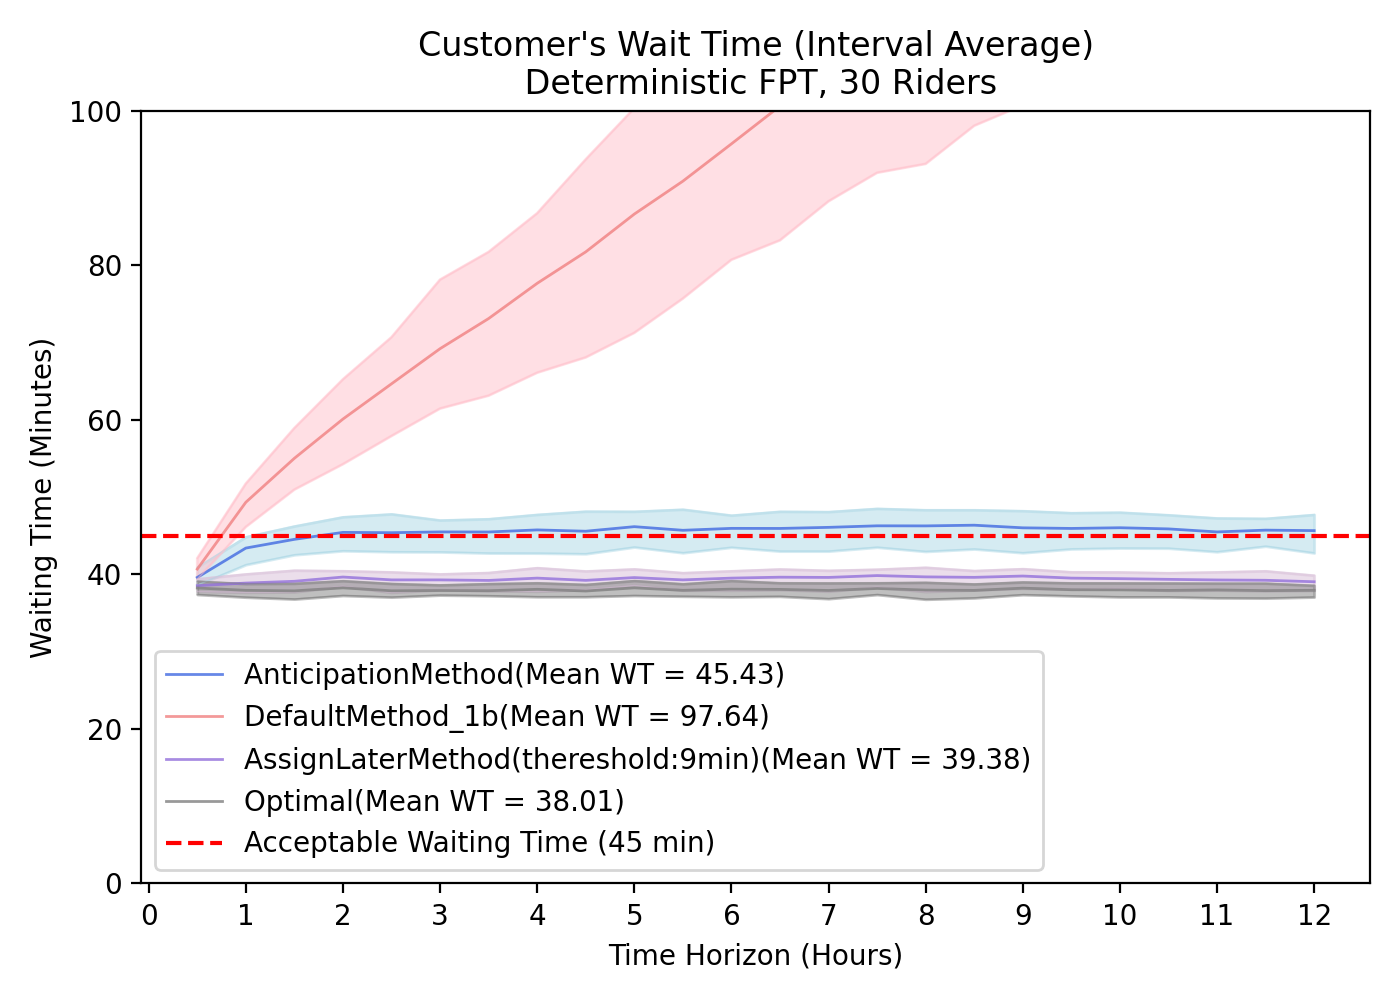 Customer's Wait Time (Interval Average)
Deterministic FPT, 30 Riders
Waiting Time (Minutes)
100
80
60
40
20
0
AnticipationMethod(Mean WT = 45.43)
DefaultMethod_1b(Mean WT = 97.64)
AssignLaterMethod(thereshold:9min)(Mean WT = 39.38)
Optimal(Mean WT = 38.01)
Acceptable Waiting Time (45 min)
0 1 2 3 4 5 6 7 8 9 10 11 12
Time Horizon (Hours)